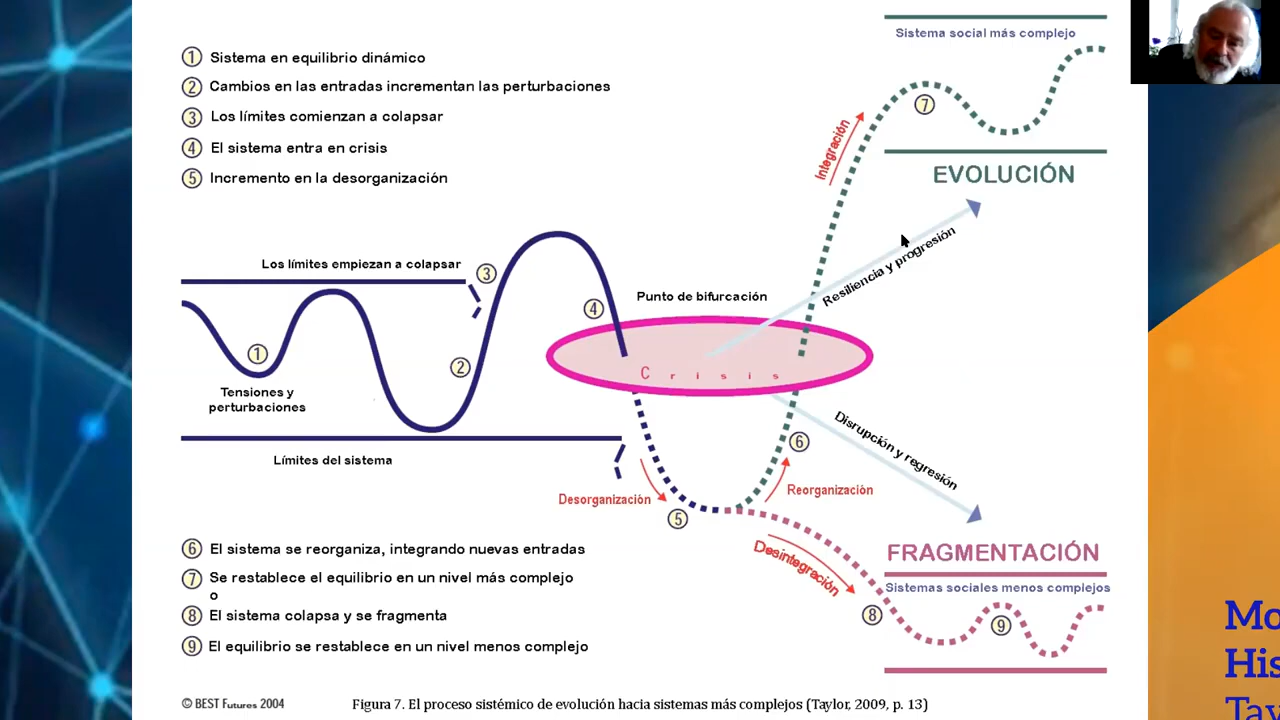 Sistema social más complejo
① Sistema en equilibrio dinámico
② Cambios en las entradas incrementan las perturbaciones
③ Los límites comienzan a colapsar
④ El sistema entra en crisis
⑤ Incremento en la desorganización
⑦
Integración
EVOLUCIÓN
Resiliencia y progresión
Los límites empiezan a colapsar
③
④
Punto de bifurcación
①
②
Crisis
Tensiones y
perturbaciones
Límites del sistema
Disrupción y regresión
⑥
Desorganización
Reorganización
⑤
Desintegración
FRAGMENTACIÓN
Sistemas sociales menos complejos
⑧
⑨
⑥ El sistema se reorganiza, integrando nuevas entradas
⑦ Se restablece el equilibrio en un nivel más complejo
o
⑧ El sistema colapsa y se fragmenta
⑨ El equilibrio se restablece en un nivel menos complejo
© BEST Futures 2004
Figura 7. El proceso sistémico de evolución hacia sistemas más complejos (Taylor, 2009, p. 13)
Mo
His
Tay